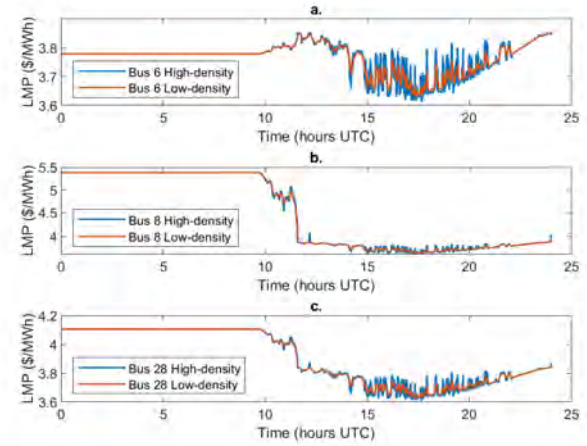 a.
LMP ($/MWh)
3.8
3.7
3.6
Bus 6 High-density
Bus 6 Low-density
0 5 10 15 20 25
Time (hours UTC)
b.
LMP ($/MWh)
5.5
5
4.5
4
Bus 8 High-density
Bus 8 Low-density
0 5 10 15 20 25
Time (hours UTC)
c.
LMP ($/MWh)
4.2
4
3.8
3.6
Bus 28 High-density
Bus 28 Low-density
0 5 10 15 20 25
Time (hours UTC)